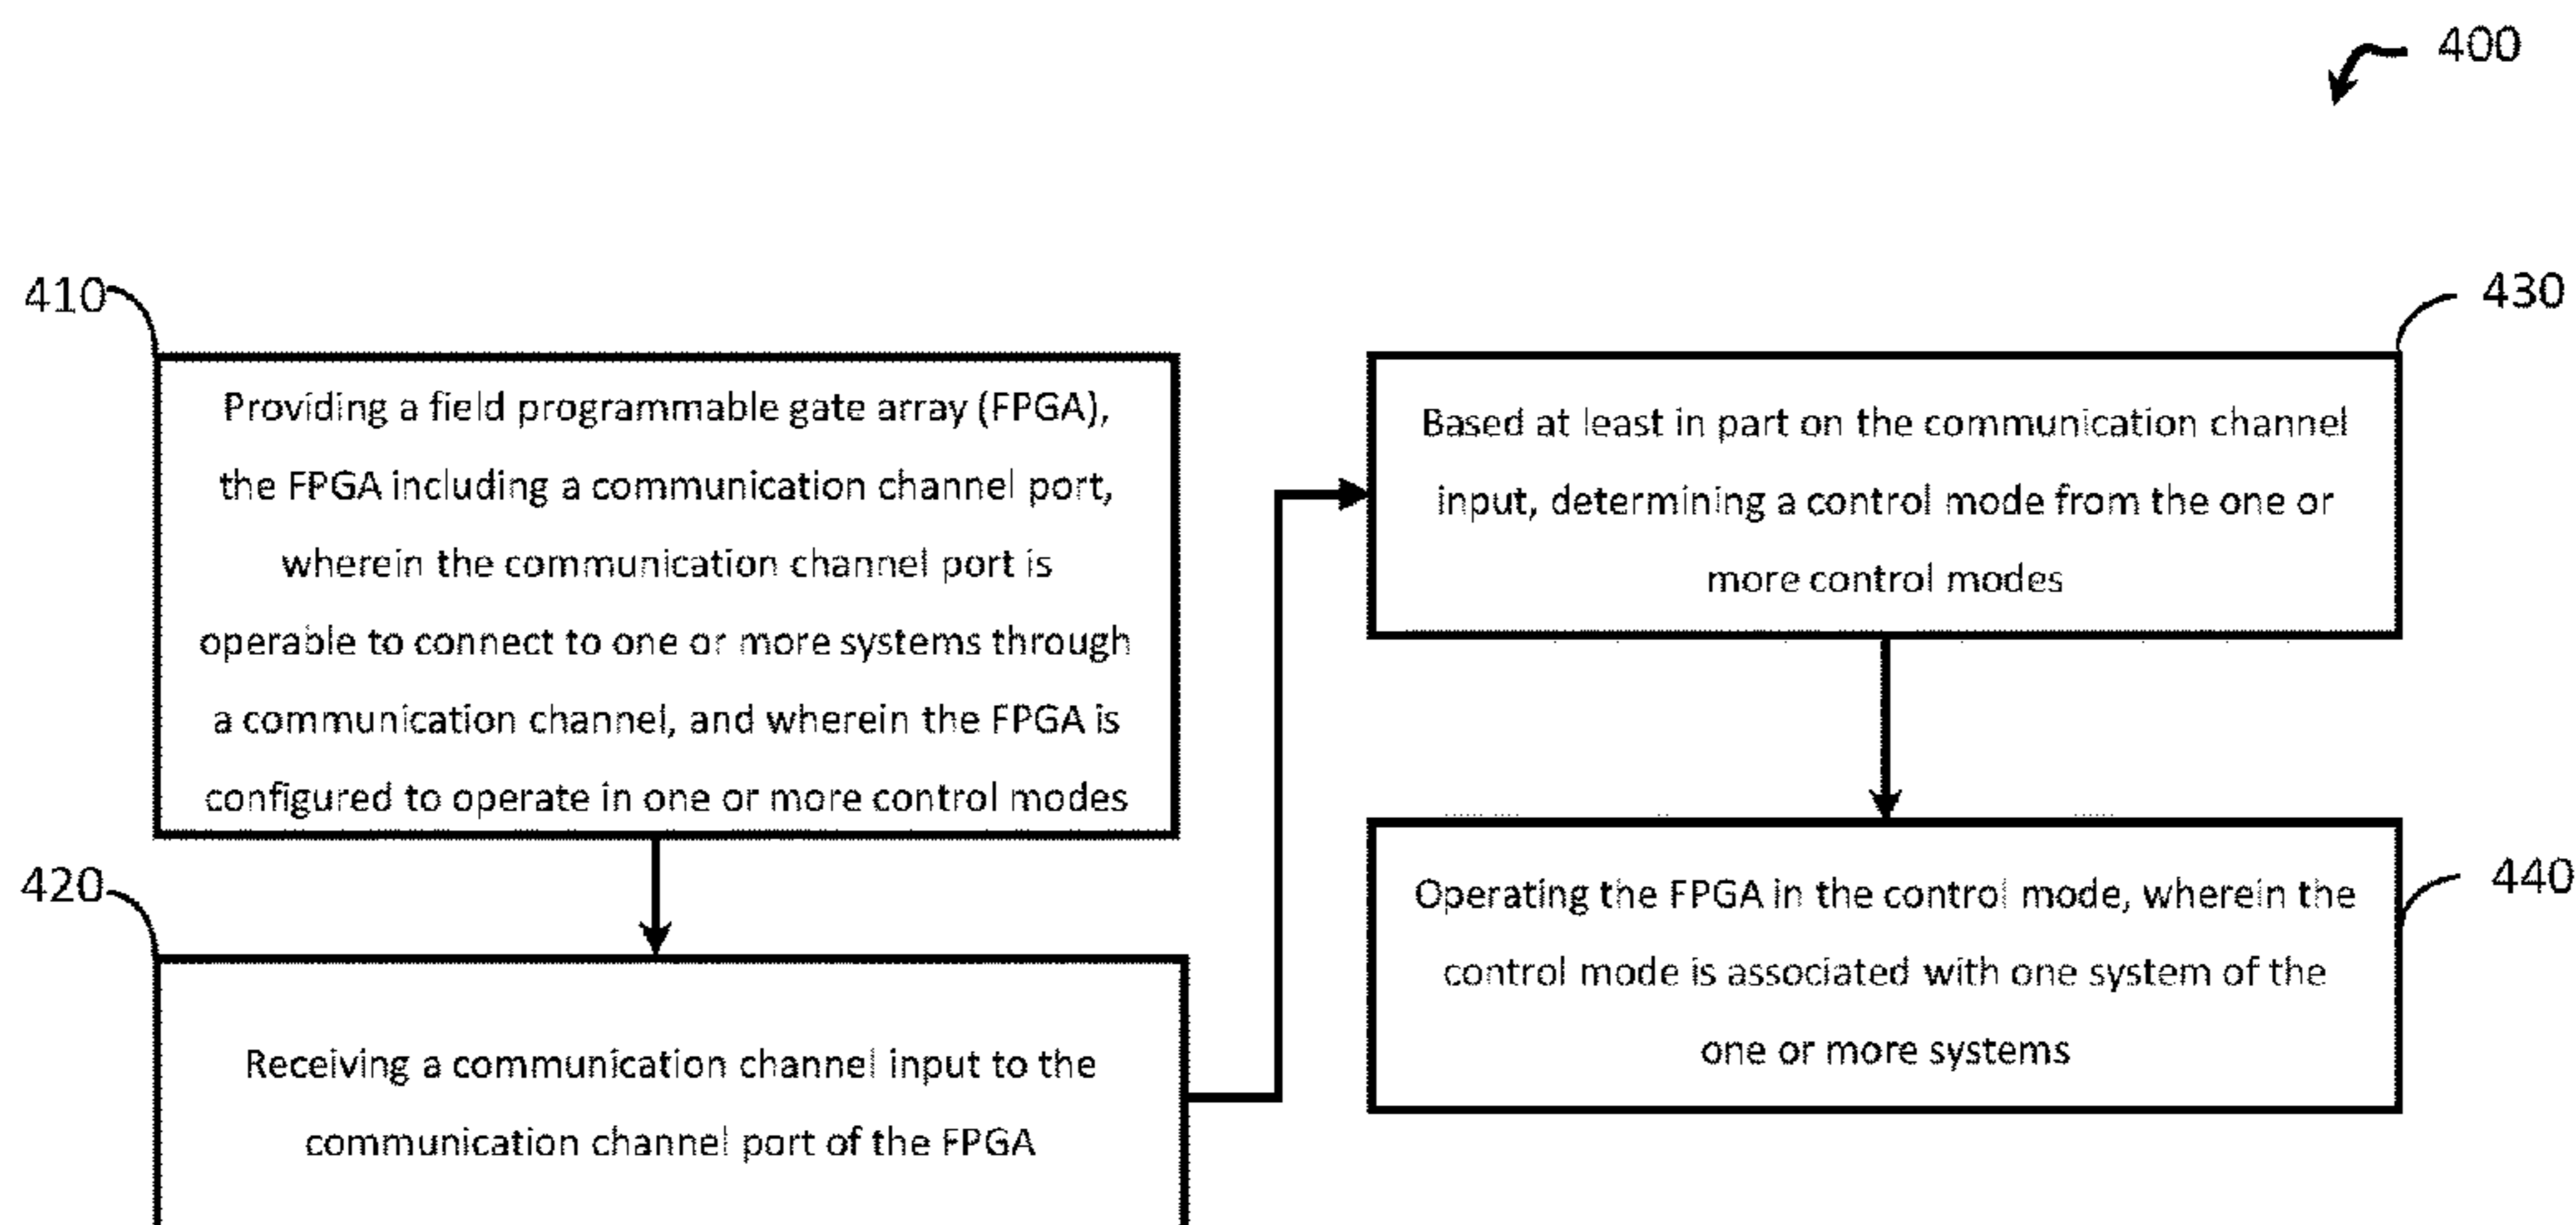 400
410
Providing a field programmable gate array (FPGA),
the FPGA including a communication channel port,
wherein the communication channel port is
operable to connect to one or more systems through
a communication channel, and wherein the FPGA is
configured to operate in one or more control modes
420
Receiving a communication channel input to the
communication channel port of the FPGA
430
Based at least in part on the communication channel
input, determining a control mode from the one or
more control modes
440
Operating the FPGA in the control mode, wherein the
control mode is associated with one system of the
one or more systems